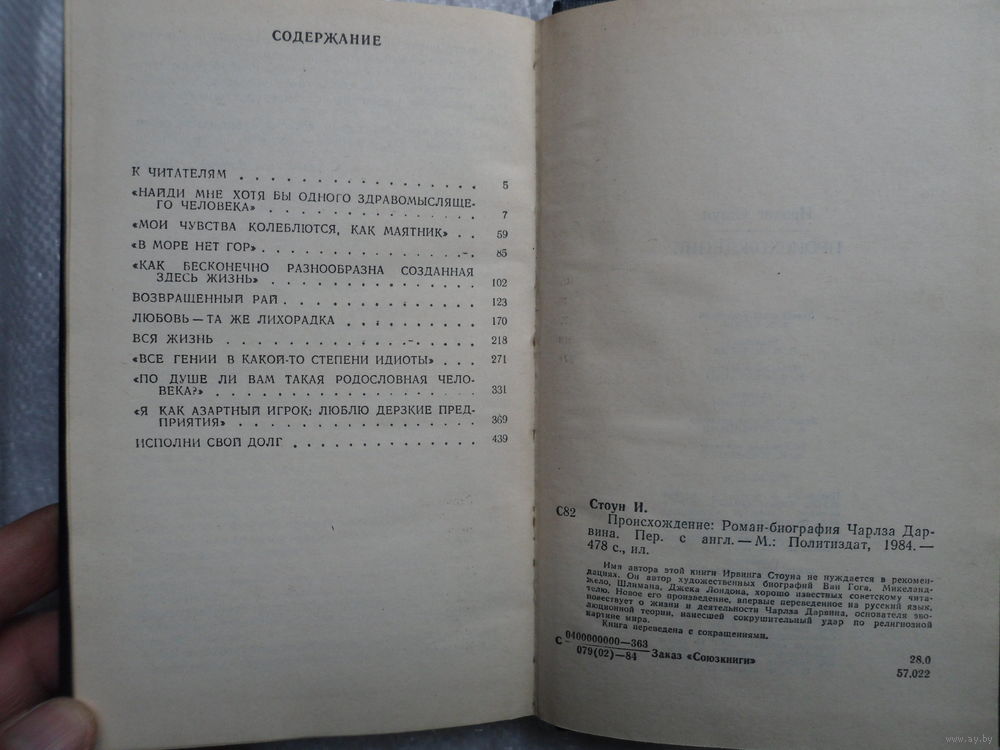 СОДЕРЖАНИЕ
К ЧИТАТЕЛЯМ . . . . . . . . . . . . . . . . . 5
«НАЙДИ МНЕ ХОТЯ БЫ ОДНОГО ЗДРАВОМЫСЛЯЩЕ-
ГО ЧЕЛОВЕКА» . . . . . . . . . . . . . . . 7
«МОИ ЧУВСТВА КОЛЕБЛЮТСЯ, КАК МАЯТНИК» . . 59
«В МОРЕ НЕТ ГОР» . . . . . . . . . . . . . . . 85
«КАК БЕСКОНЕЧНО РАЗНООБРАЗНА СОЗДАННАЯ
ЗДЕСЬ ЖИЗНЬ» . . . . . . . . . . . . . . . 102
ВОЗВРАЩЕННЫЙ РАЙ . . . . . . . . . . . . . . 123
ЛЮБОВЬ — ТА ЖЕ ЛИХОРАДКА . . . . . . . . . . 170
ВСЯ ЖИЗНЬ . . . . . . . . . . . . . . . . . . 218
«ВСЕ ГЕНИИ В КАКОЙ-ТО СТЕПЕНИ ИДИОТЫ» . . . 271
«ПО ДУШЕ ЛИ ВАМ ТАКАЯ РОДОСЛОВНАЯ ЧЕЛО-
ВЕКА?» . . . . . . . . . . . . . . . . . . 331
«Я КАК АЗАРТНЫЙ ИГРОК: ЛЮБЛЮ ДЕРЗКИЕ ПРЕД-
ПРИЯТИЯ» . . . . . . . . . . . . . . . . . 369
ИСПОЛНИ СВОЙ ДОЛГ . . . . . . . . . . . . . 439
Стоун И.
С82 Происхождение: Роман-биография Чарлза Дар-
вина. Пер. с англ. — М.: Политиздат, 1984. —
478 с., ил.
Имя автора этой книги Ирвинга Стоуна не нуждается в рекомен-
дациях. Он автор художественных биографий Ван Гога, Микеланд-
жело, Шлимана, Джека Лондона, хорошо известных советскому чита-
телю. Новое его произведение, впервые переведенное на русский язык,
повествует о жизни и деятельности Чарлза Дарвина, основателя эво-
люционной теории, нанесшей сокрушительный удар по религиозной
картине мира.
Книга переведена с сокращениями.
С 0400000000—363
079(02)—84 Заказ «Союзкниги»
28.0
57.022
www.ay.by